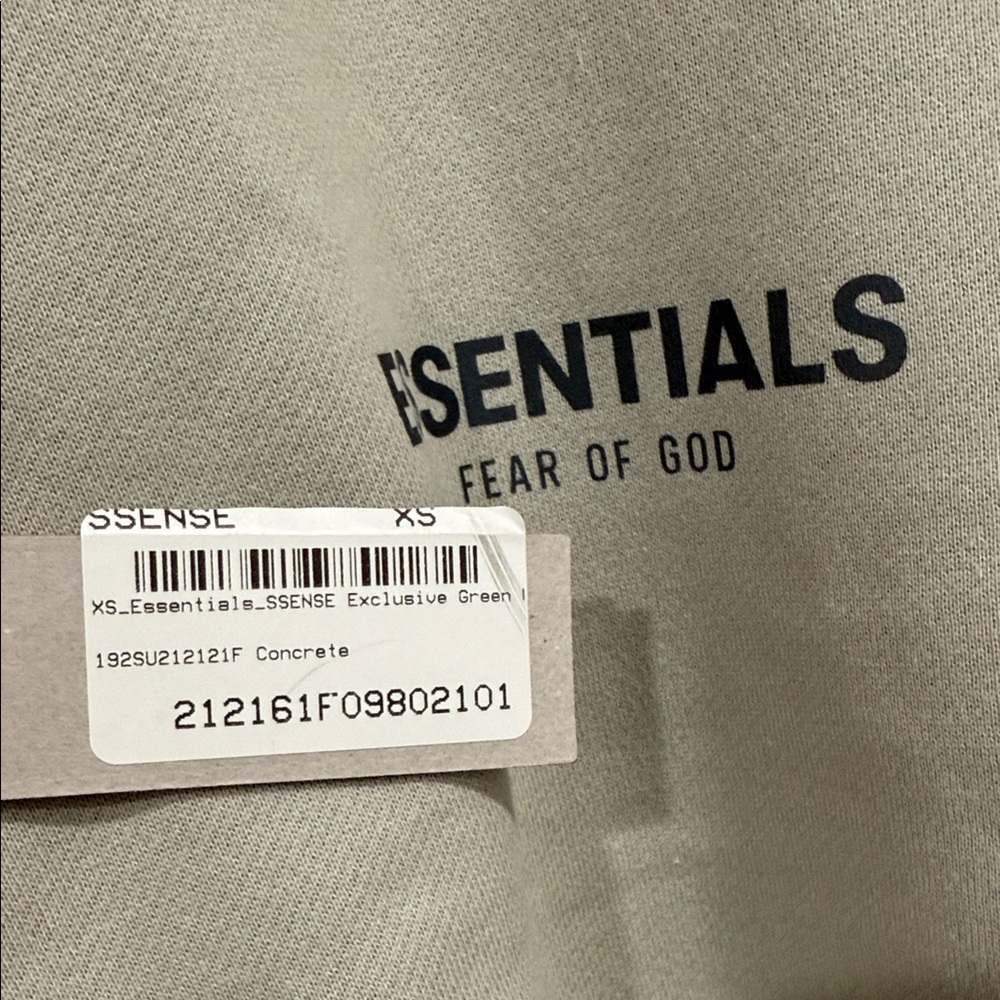 ESSENTIALS
FEAR OF GOD
SSENSE XS
XS_Essentials_SSENSE Exclusive Green
192SU212121F Concrete
212161F09802101